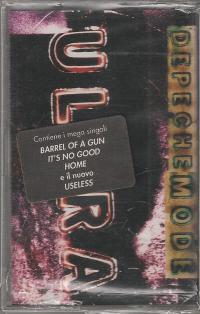 ULTRA
DEPECHE MODE
Contiene i mega singoli
BARREL OF A GUN
IT'S NO GOOD
HOME
e il nuovo
USELESS